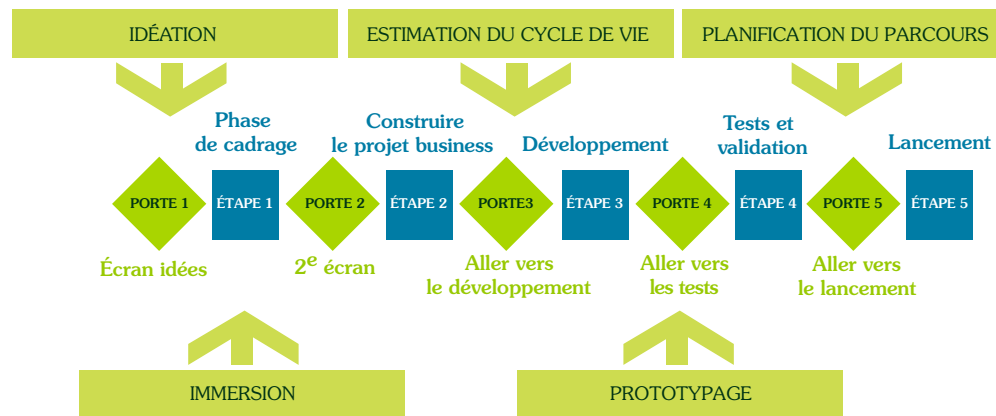 IDÉATION
ESTIMATION DU CYCLE DE VIE
PLANIFICATION DU PARCOURS
Phase
de cadrage
Construire
le projet business
Développement
Tests et
validation
Lancement
PORTE 1
ÉTAPE 1
PORTE 2
ÉTAPE 2
PORTE3
ÉTAPE 3
PORTE 4
ÉTAPE 4
PORTE 5
ÉTAPE 5
Écran idées
2e écran
Aller vers
le développement
Aller vers
les tests
Aller vers
le lancement
IMMERSION
PROTOTYPAGE